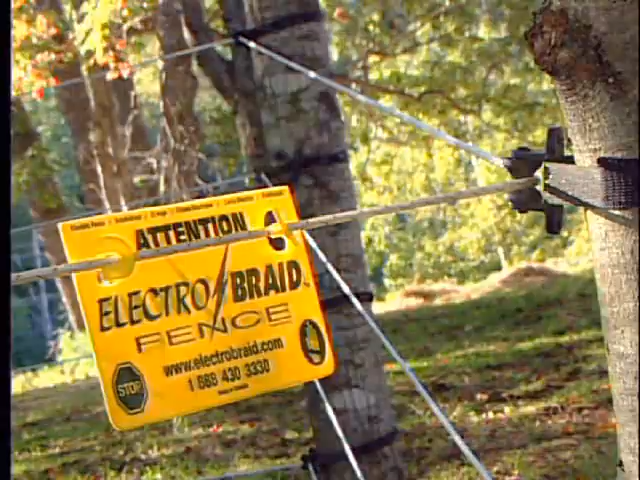 ATTENTION
ELECTRO BRAID
FENCE
www.electrobraid.com
1 888 430 3330
STOP